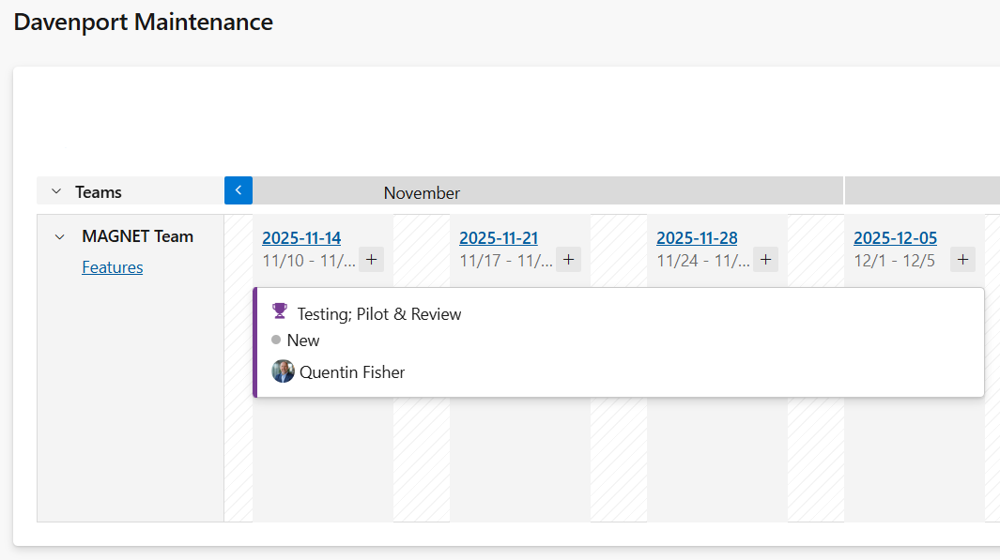 Davenport Maintenance
Teams
November
MAGNET Team
Features
2025-11-14
11/10 - 11/...
+
2025-11-21
11/17 - 11/...
+
2025-11-28
11/24 - 11/...
+
2025-12-05
12/1 - 12/5
+
Testing; Pilot & Review
New
Quentin Fisher